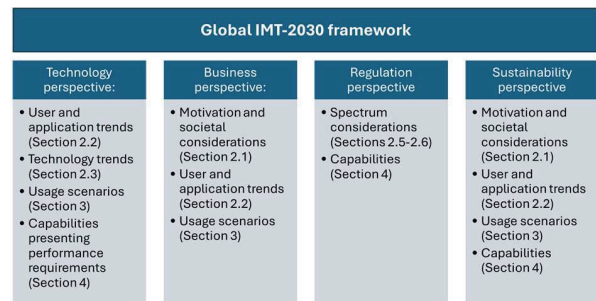 Global IMT-2030 framework
Technology
perspective:
• User and
application trends
(Section 2.2)
• Technology trends
(Section 2.3)
• Usage scenarios
(Section 3)
• Capabilities
presenting
performance
requirements
(Section 4)
Business
perspective:
• Motivation and
societal
considerations
(Section 2.1)
• User and
application trends
(Section 2.2)
• Usage scenarios
(Section 3)
Regulation
perspective
• Spectrum
considerations
(Sections 2.5-2.6)
• Capabilities
(Section 4)
Sustainability
perspective
• Motivation and
societal
considerations
(Section 2.1)
• User and
application trends
(Section 2.2)
• Usage scenarios
(Section 3)
• Capabilities
(Section 4)